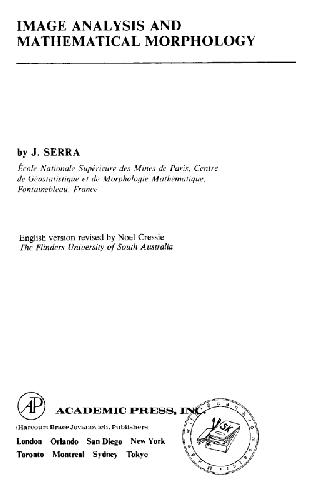 IMAGE ANALYSIS AND
MATHEMATICAL MORPHOLOGY
by J. SERRA
École Nationale Supérieure des Mines de Paris, Centre
de Géostatistique et de Morphologie Mathématique,
Fontainebleau, France
English version revised by Noel Cressie
The Flinders University of South Australia
AP
ACADEMIC PRESS, INC.
(Harcourt Brace Jovanovich, Publishers)
London Orlando San Diego New York
Toronto Montreal Sydney Tokyo